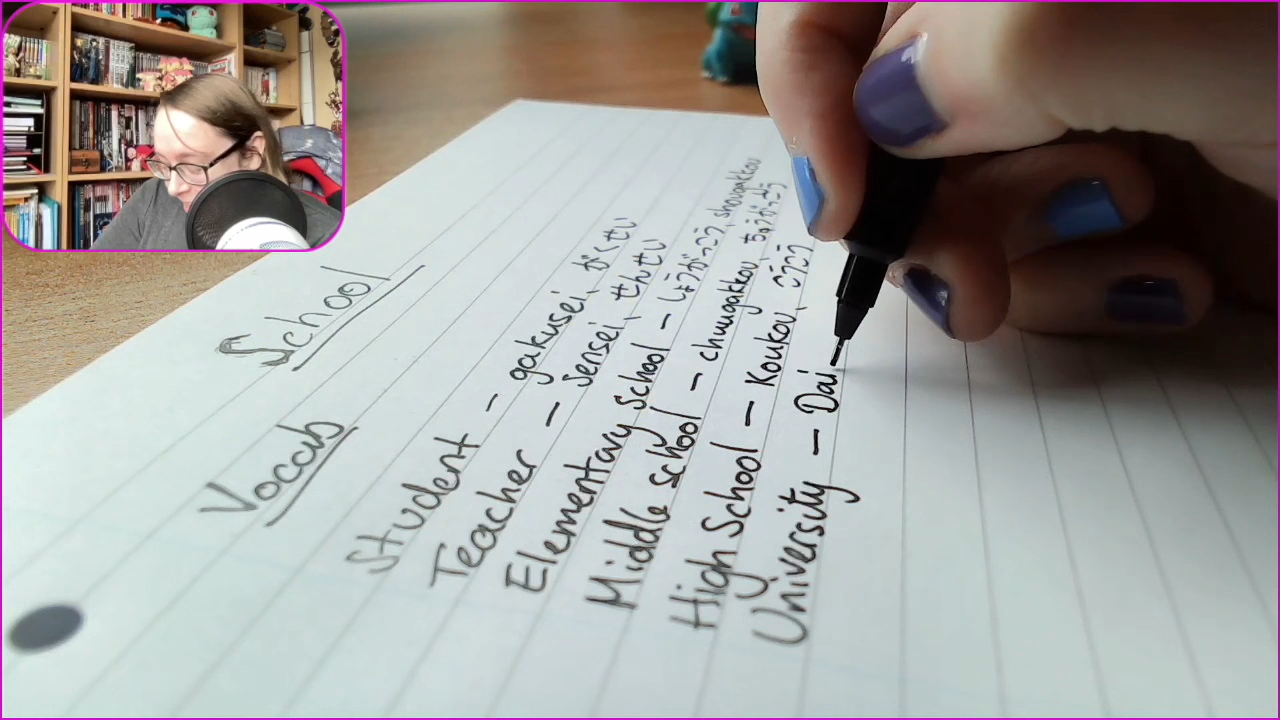 School
Vocab
Student - gakusei, がくせい
Teacher - Sensei, せんせい
Elementary School - しょうがっこう, shougakkou
Middle school - chuugakkou, ちゅうがっこう
High School - Koukou, こうこう
University - Dai